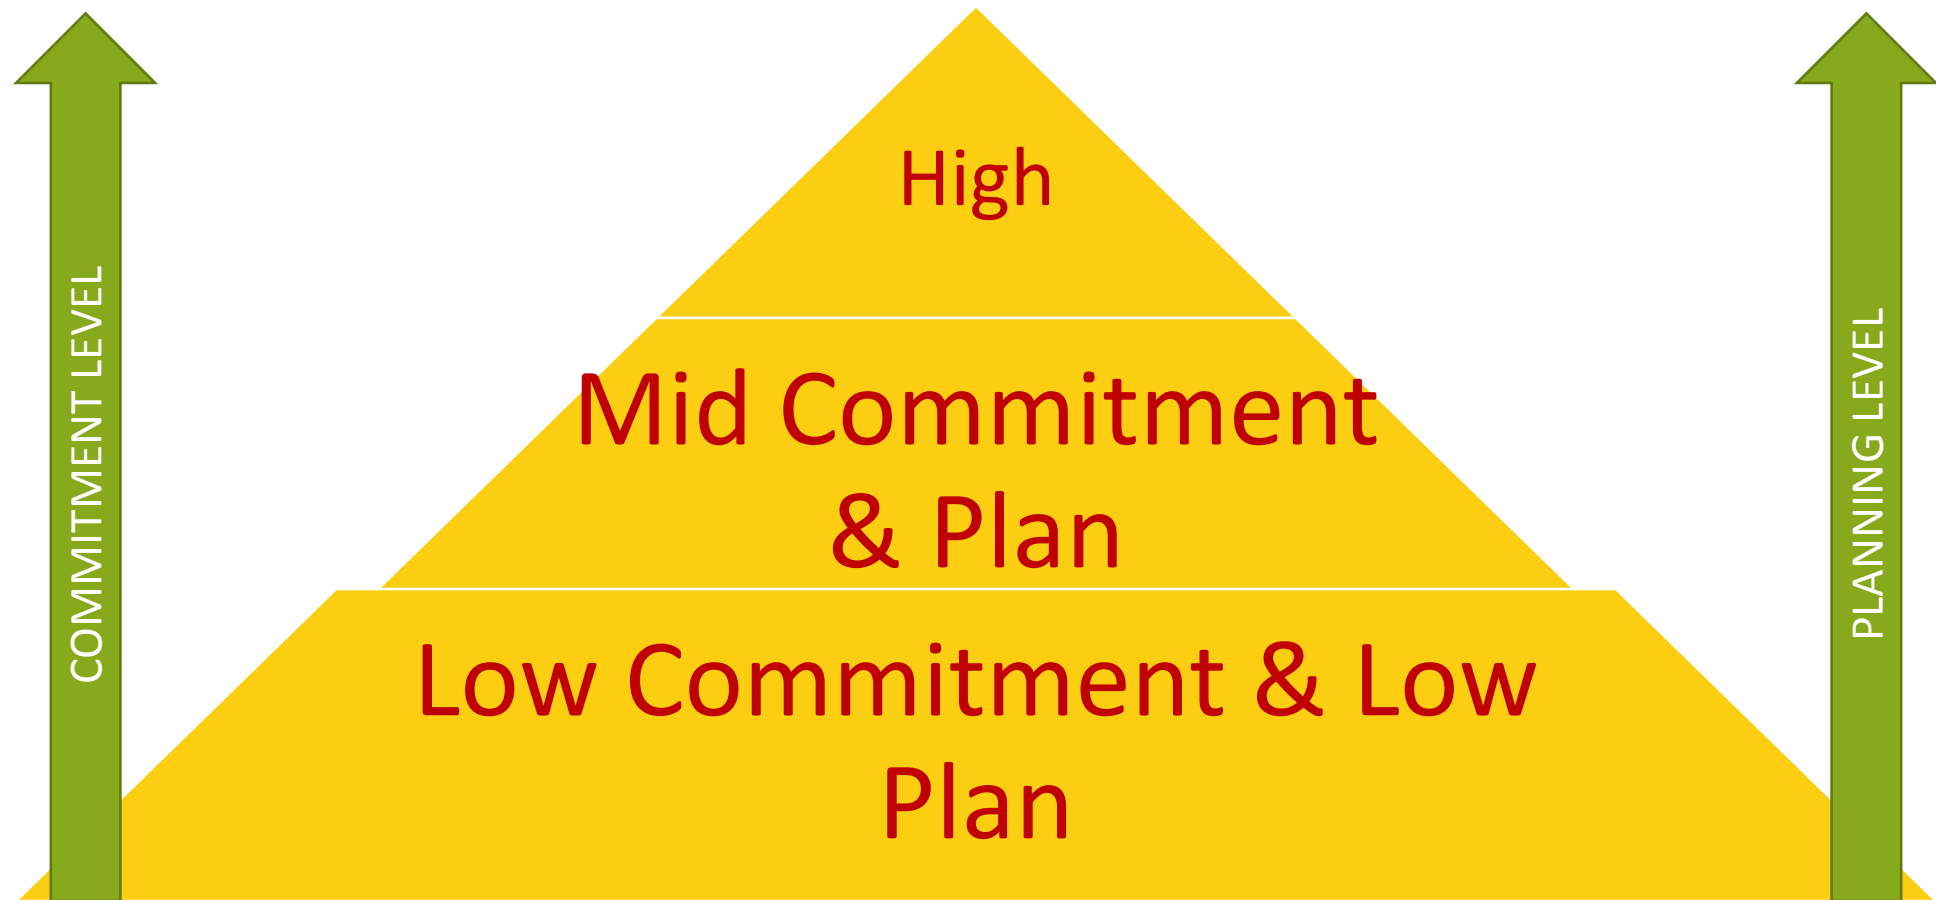 COMMITMENT LEVEL
High
Mid Commitment
& Plan
Low Commitment & Low
Plan
PLANNING LEVEL